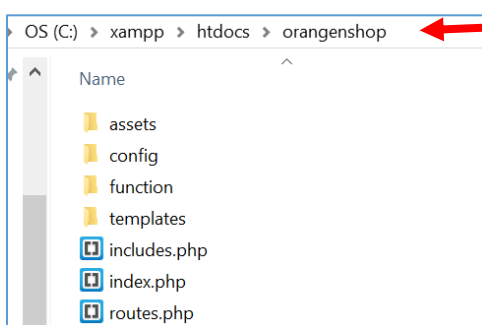 OS (C:) > xampp > htdocs > orangenshop
Name
assets
config
function
templates
includes.php
index.php
routes.php